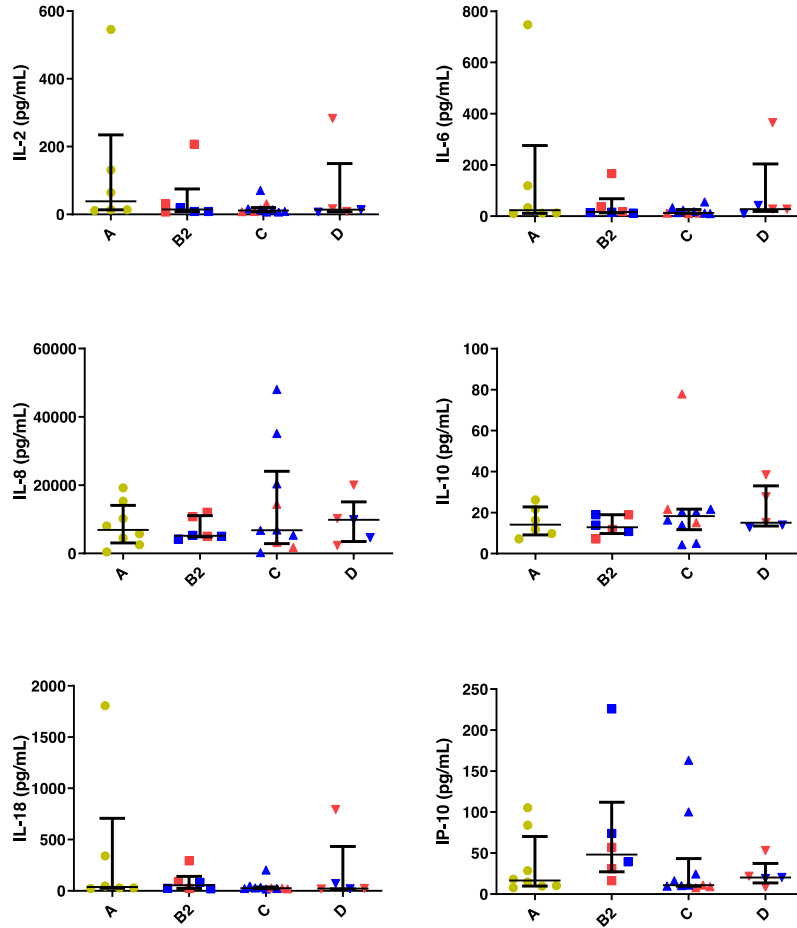 IL-2 (pg/mL)
600
400
200
0
A
B2
C
D
IL-6 (pg/mL)
800
600
400
200
0
A
B2
C
D
IL-8 (pg/mL)
60000
40000
20000
0
A
B2
C
D
IL-10 (pg/mL)
100
80
60
40
20
0
A
B2
C
D
IL-18 (pg/mL)
2000
1500
1000
500
0
A
B2
C
D
IP-10 (pg/mL)
250
200
150
100
50
0
A
B2
C
D